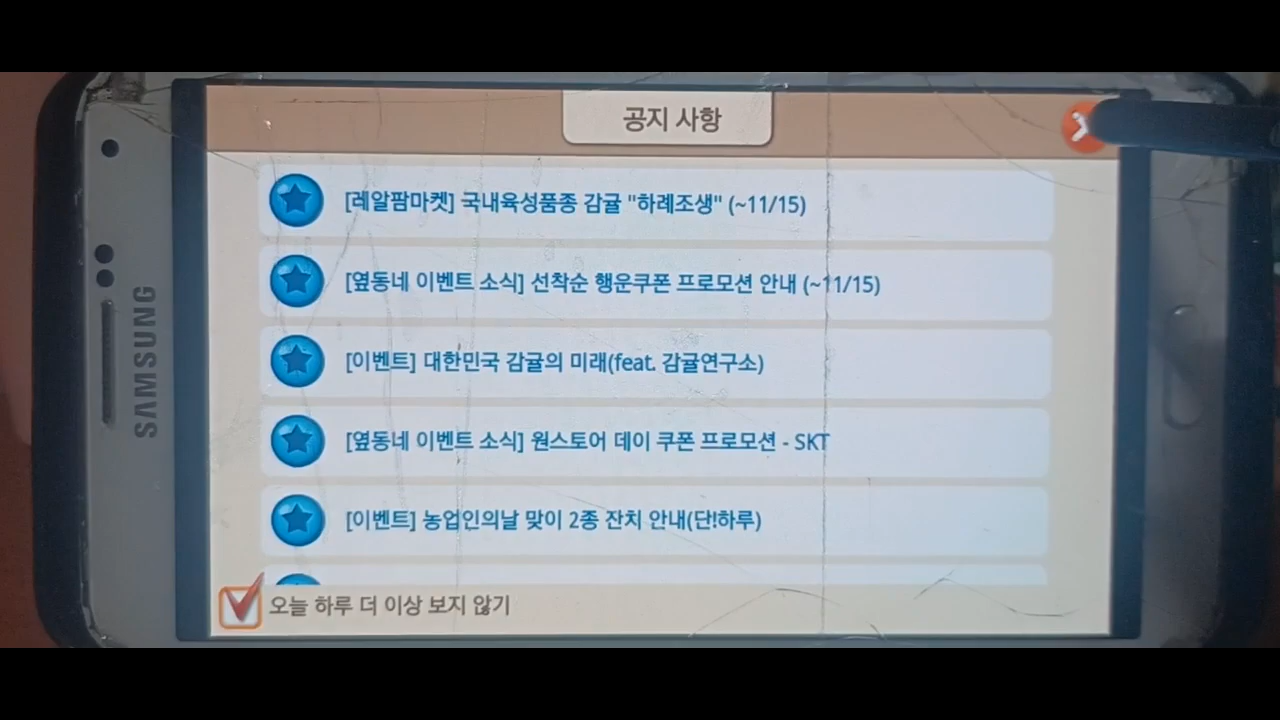 공지 사항
[레알팜마켓] 국내육성품종 감귤 "하례조생" (~11/15)
[옆동네 이벤트 소식] 선착순 행운쿠폰 프로모션 안내 (~11/15)
[이벤트] 대한민국 감귤의 미래(feat. 감귤연구소)
[옆동네 이벤트 소식] 원스토어 데이 쿠폰 프로모션 - SKT
[이벤트] 농업인의날 맞이 2종 잔치 안내(단!하루)
오늘 하루 더 이상 보지 않기
SAMSUNG